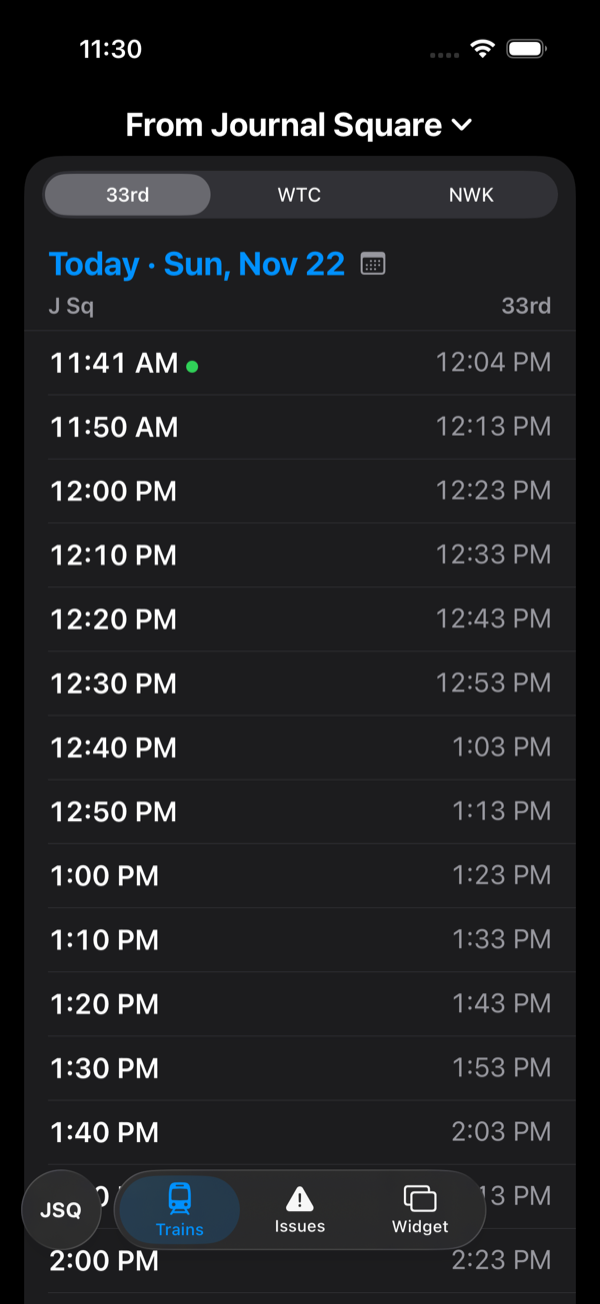 11:30
From Journal Square
33rd WTC NWK
Today · Sun, Nov 22
J Sq 33rd
11:41 AM 12:04 PM
11:50 AM 12:13 PM
12:00 PM 12:23 PM
12:10 PM 12:33 PM
12:20 PM 12:43 PM
12:30 PM 12:53 PM
12:40 PM 1:03 PM
12:50 PM 1:13 PM
1:00 PM 1:23 PM
1:10 PM 1:33 PM
1:20 PM 1:43 PM
1:30 PM 1:53 PM
1:40 PM 2:03 PM
JSQ Trains Issues Widget
2:00 PM 2:23 PM